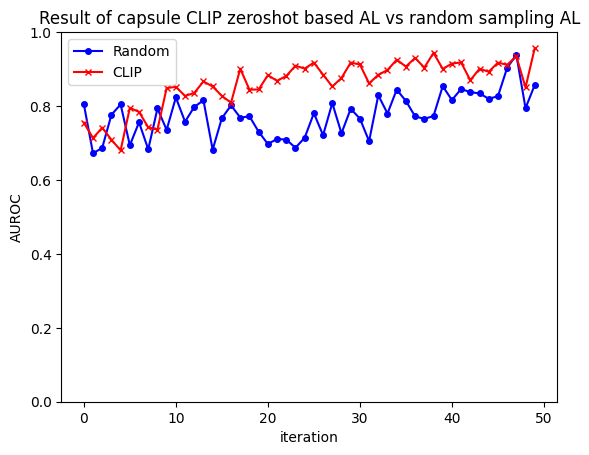 Result of capsule CLIP zeroshot based AL vs random sampling AL
Random
CLIP
1.0
0.8
0.6
0.4
0.2
0.0
AUROC
0 10 20 30 40 50
iteration